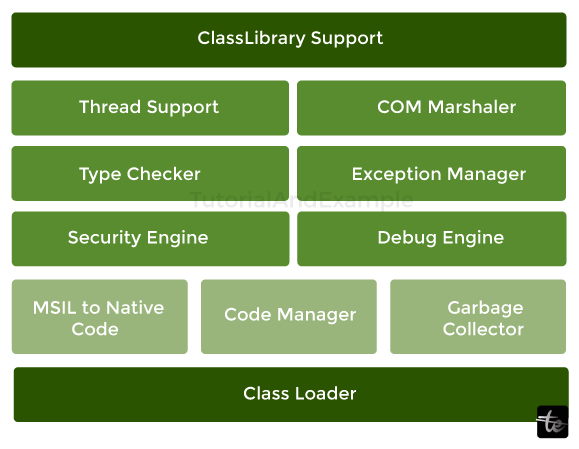 ClassLibrary Support
Thread Support
COM Marshaler
Type Checker
Exception Manager
TutorialAndExample
Security Engine
Debug Engine
MSIL to Native
Code
Code Manager
Garbage
Collector
Class Loader
te